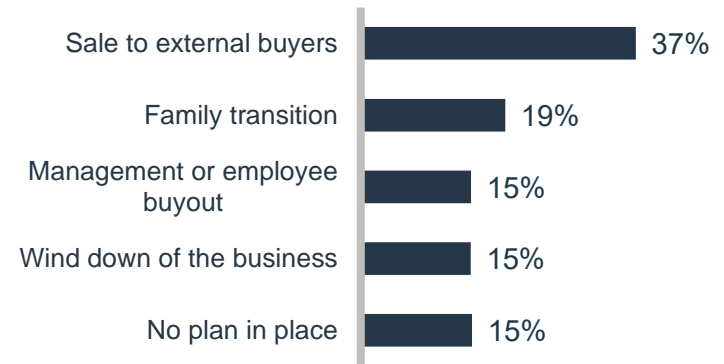 Sale to external buyers 37%
Family transition 19%
Management or employee
buyout 15%
Wind down of the business 15%
No plan in place 15%